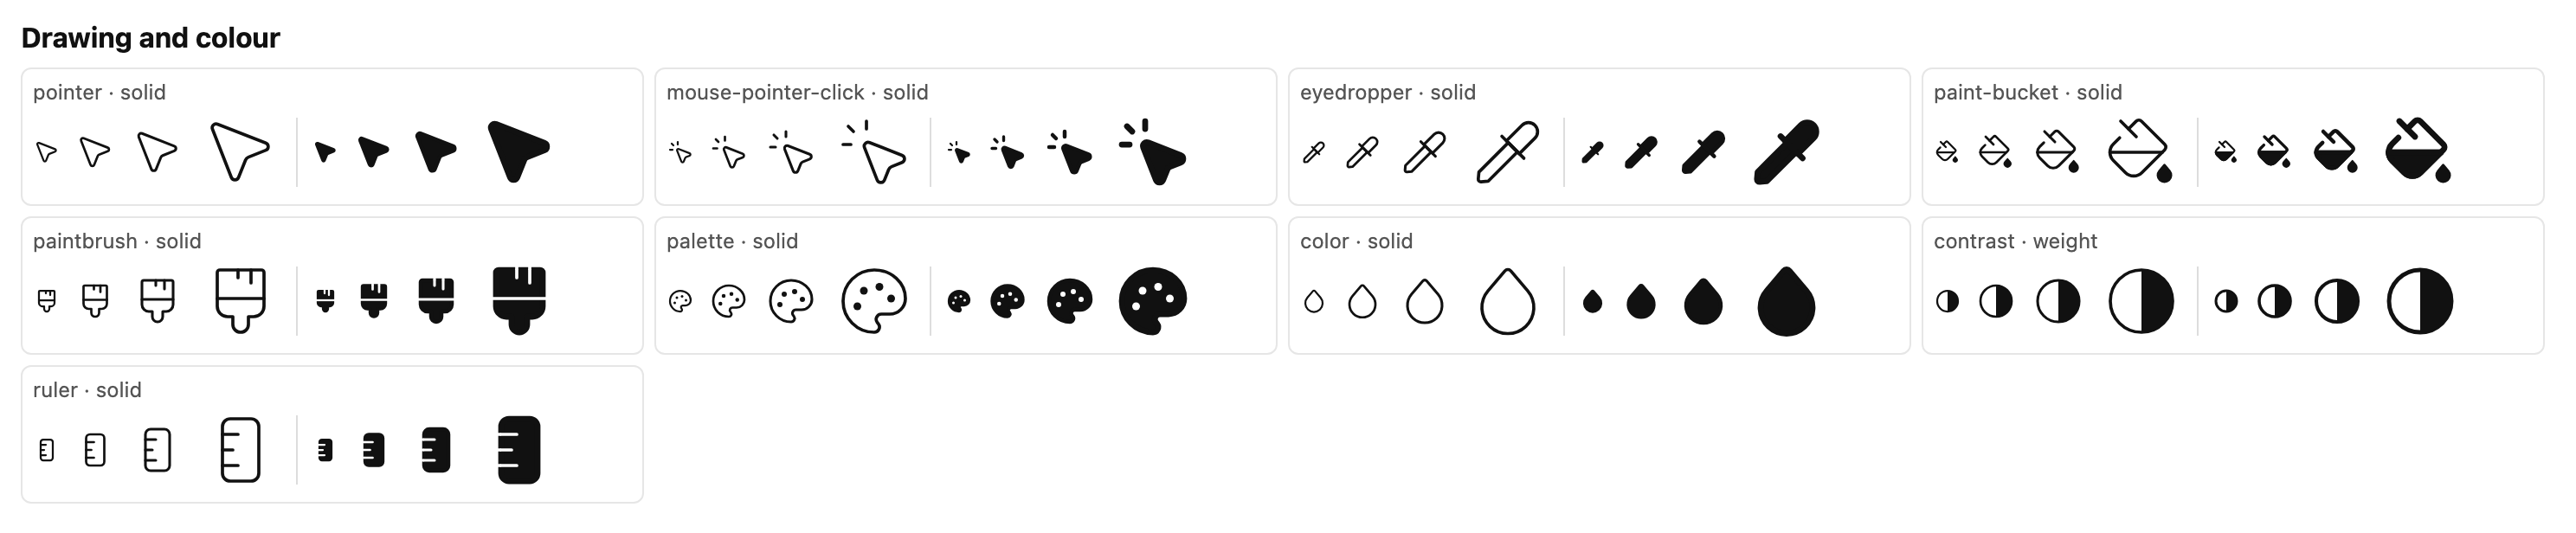 Drawing and colour
pointer · solid
mouse-pointer-click · solid
eyedropper · solid
paint-bucket · solid
paintbrush · solid
palette · solid
color · solid
contrast · weight
ruler · solid